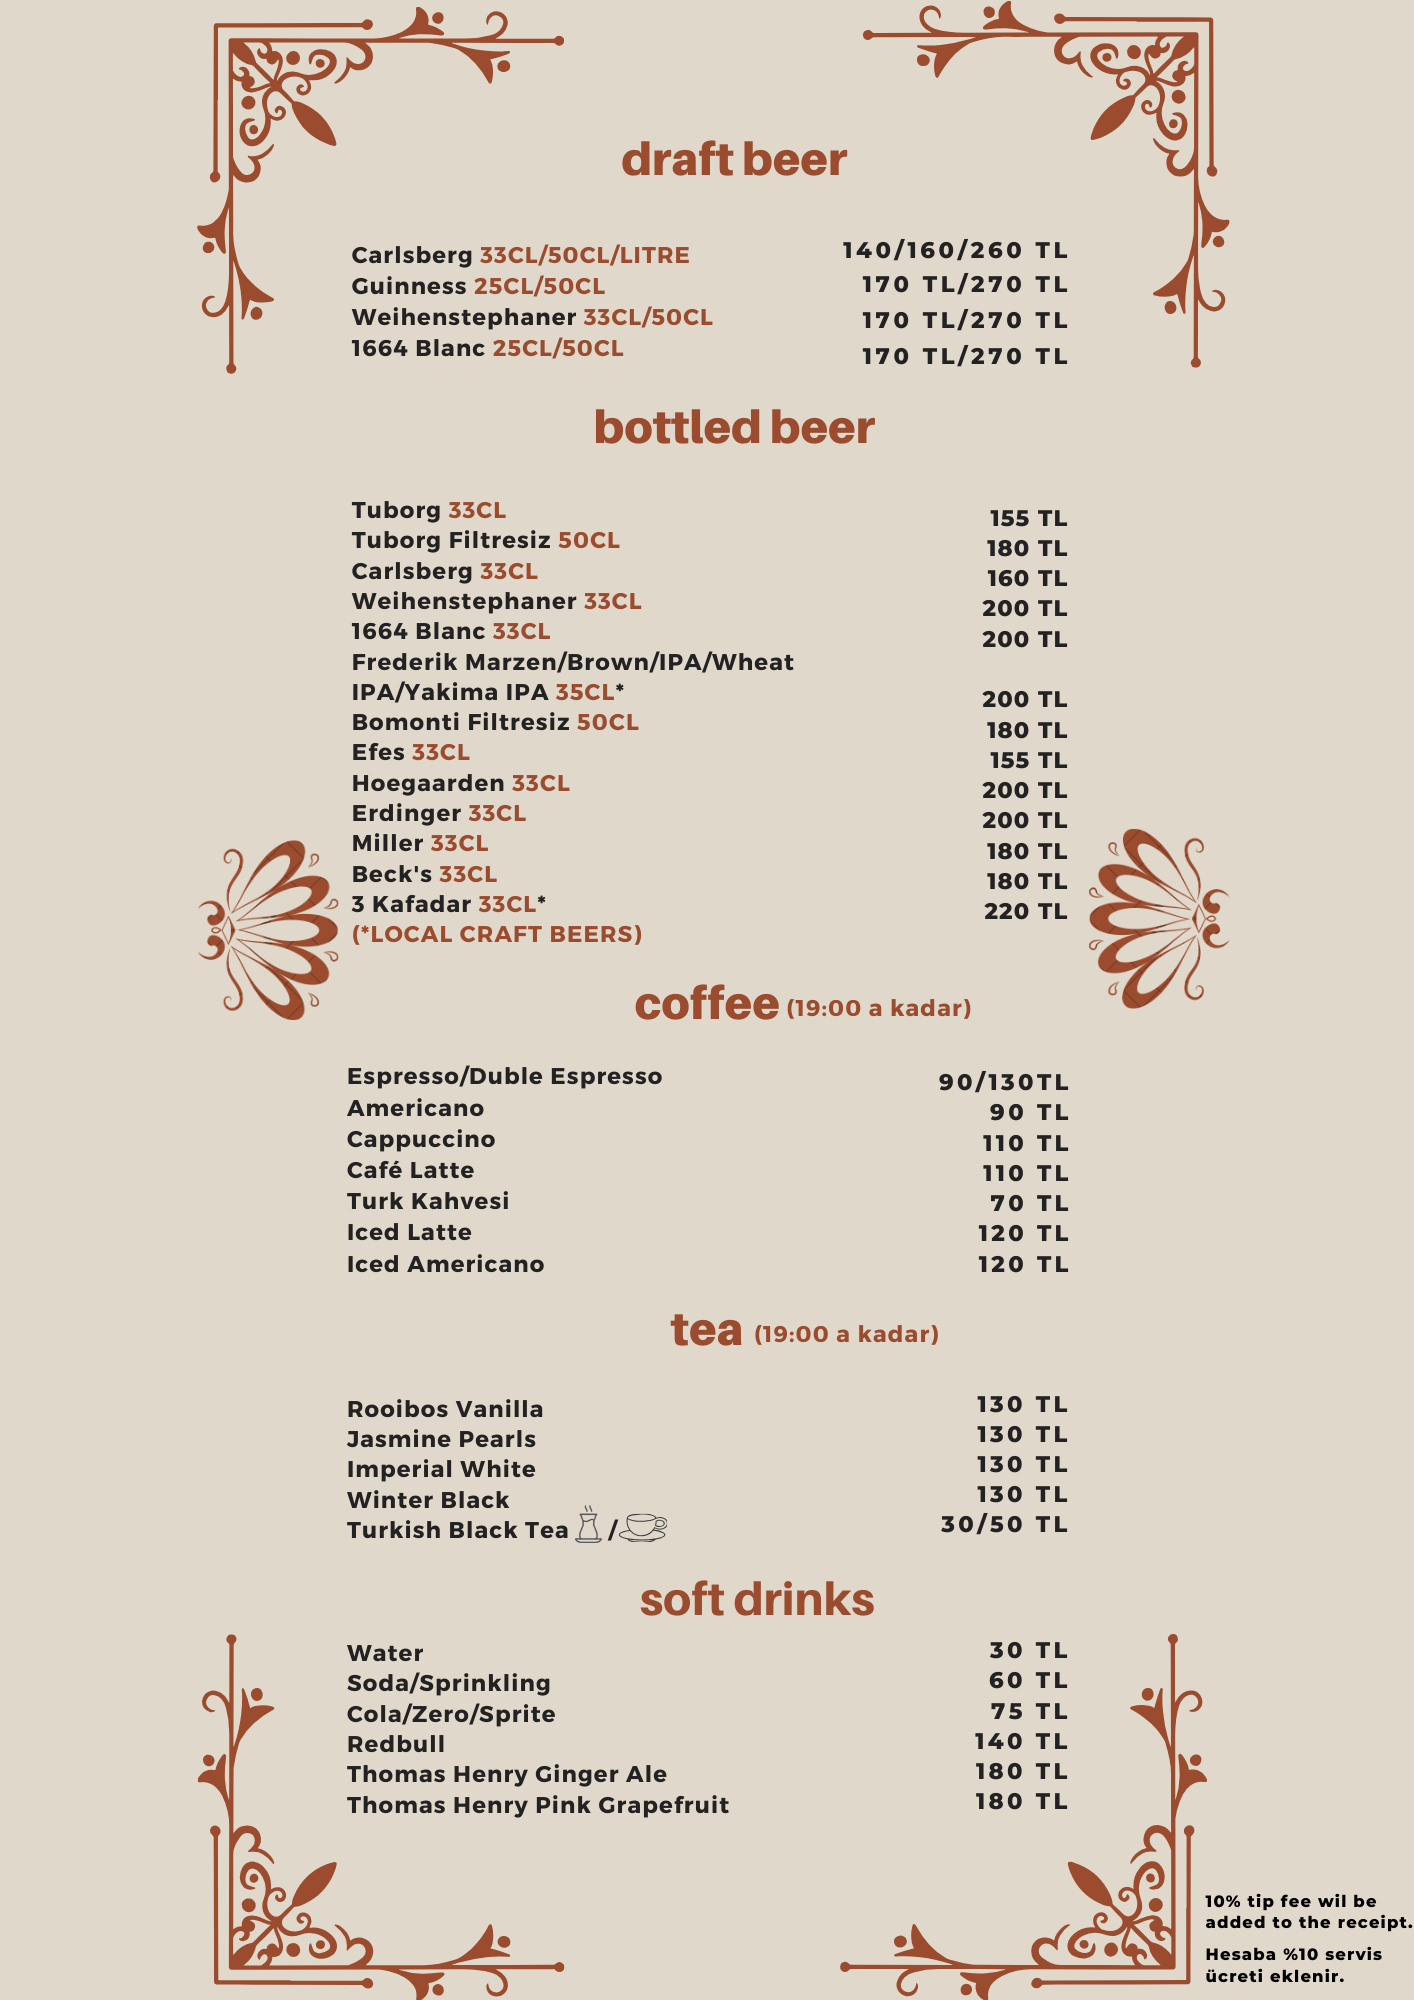 draft beer
Carlsberg 33CL/50CL/LITRE 140/160/260 TL
Guinness 25CL/50CL 170 TL/270 TL
Weihenstephaner 33CL/50CL 170 TL/270 TL
1664 Blanc 25CL/50CL 170 TL/270 TL
bottled beer
Tuborg 33CL 155 TL
Tuborg Filtresiz 50CL 180 TL
Carlsberg 33CL 160 TL
Weihenstephaner 33CL 200 TL
1664 Blanc 33CL 200 TL
Frederik Marzen/Brown/IPA/Wheat
IPA/Yakima IPA 35CL* 200 TL
Bomonti Filtresiz 50CL 180 TL
Efes 33CL 155 TL
Hoegaarden 33CL 200 TL
Erdinger 33CL 200 TL
Miller 33CL 180 TL
Beck's 33CL 180 TL
3 Kafadar 33CL* 220 TL
(*LOCAL CRAFT BEERS)
coffee (19:00 a kadar)
Espresso/Duble Espresso 90/130TL
Americano 90 TL
Cappuccino 110 TL
Café Latte 110 TL
Turk Kahvesi 70 TL
Iced Latte 120 TL
Iced Americano 120 TL
tea (19:00 a kadar)
Rooibos Vanilla 130 TL
Jasmine Pearls 130 TL
Imperial White 130 TL
Winter Black 130 TL
Turkish Black Tea / 30/50 TL
soft drinks
Water 30 TL
Soda/Sprinkling 60 TL
Cola/Zero/Sprite 75 TL
Redbull 140 TL
Thomas Henry Ginger Ale 180 TL
Thomas Henry Pink Grapefruit 180 TL
10% tip fee wil be
added to the receipt.
Hesaba %10 servis
ücreti eklenir.